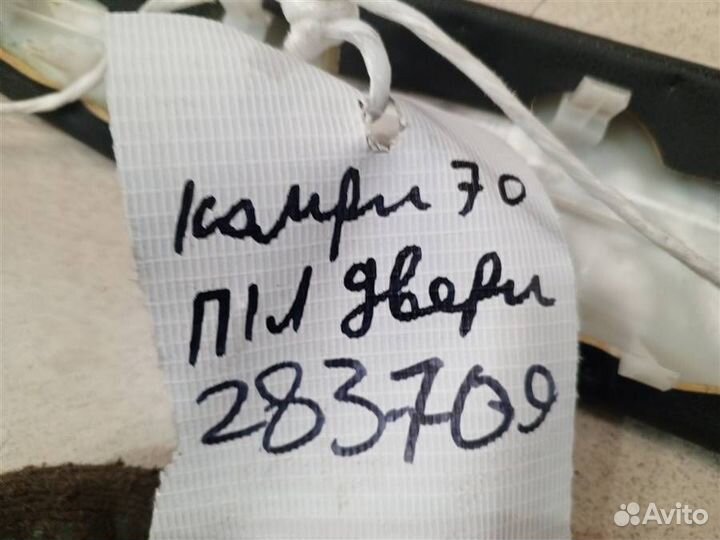 камри 70
П/Л двери
283709
Avito